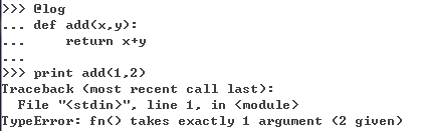 >>> @log
... def add(x,y):
...     return x+y
...
>>> print add(1,2)
Traceback (most recent call last):
  File "<stdin>", line 1, in <module>
TypeError: fn() takes exactly 1 argument (2 given)